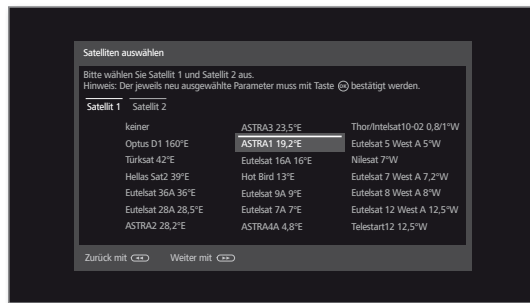 Satelliten auswählen
Bitte wählen Sie Satellit 1 und Satellit 2 aus.
Hinweis: Der jeweils neu ausgewählte Parameter muss mit Taste OK bestätigt werden.
Satellit 1 Satellit 2
keiner ASTRA3 23,5°E Thor/Intelsat10-02 0,8/1°W
Optus D1 160°E ASTRA1 19,2°E Eutelsat 5 West A 5°W
Türksat 42°E Eutelsat 16A 16°E Nilesat 7°W
Hellas Sat2 39°E Hot Bird 13°E Eutelsat 7 West A 7,2°W
Eutelsat 36A 36°E Eutelsat 9A 9°E Eutelsat 8 West A 8°W
Eutelsat 28A 28,5°E Eutelsat 7A 7°E Eutelsat 12 West A 12,5°W
ASTRA2 28,2°E ASTRA4A 4,8°E Telestart12 12,5°W
Zurück mit Weiter mit